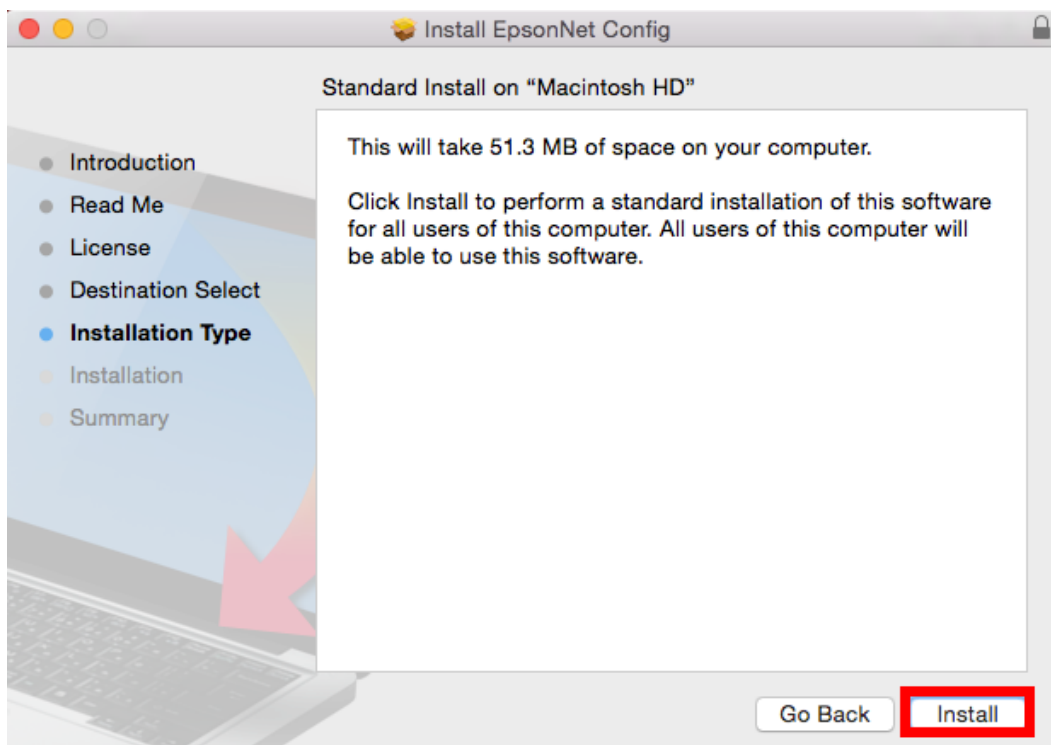 Install EpsonNet Config
Standard Install on “Macintosh HD”
Introduction
Read Me
License
Destination Select
Installation Type
Installation
Summary
This will take 51.3 MB of space on your computer.
Click Install to perform a standard installation of this software
for all users of this computer. All users of this computer will
be able to use this software.
Go Back
Install